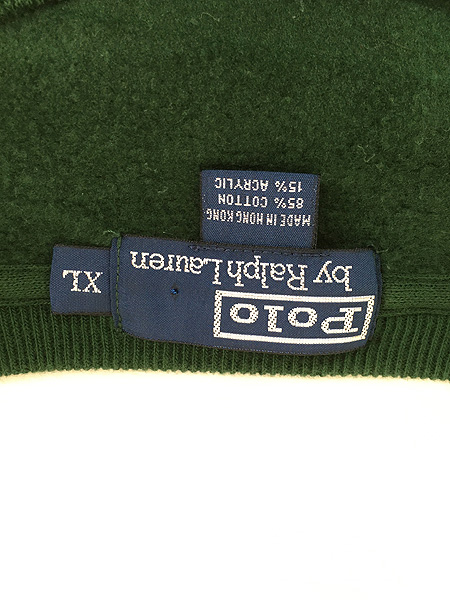 Polo
by Ralph Lauren
XL
MADE IN HONG KONG
85% COTTON
15% ACRYLIC